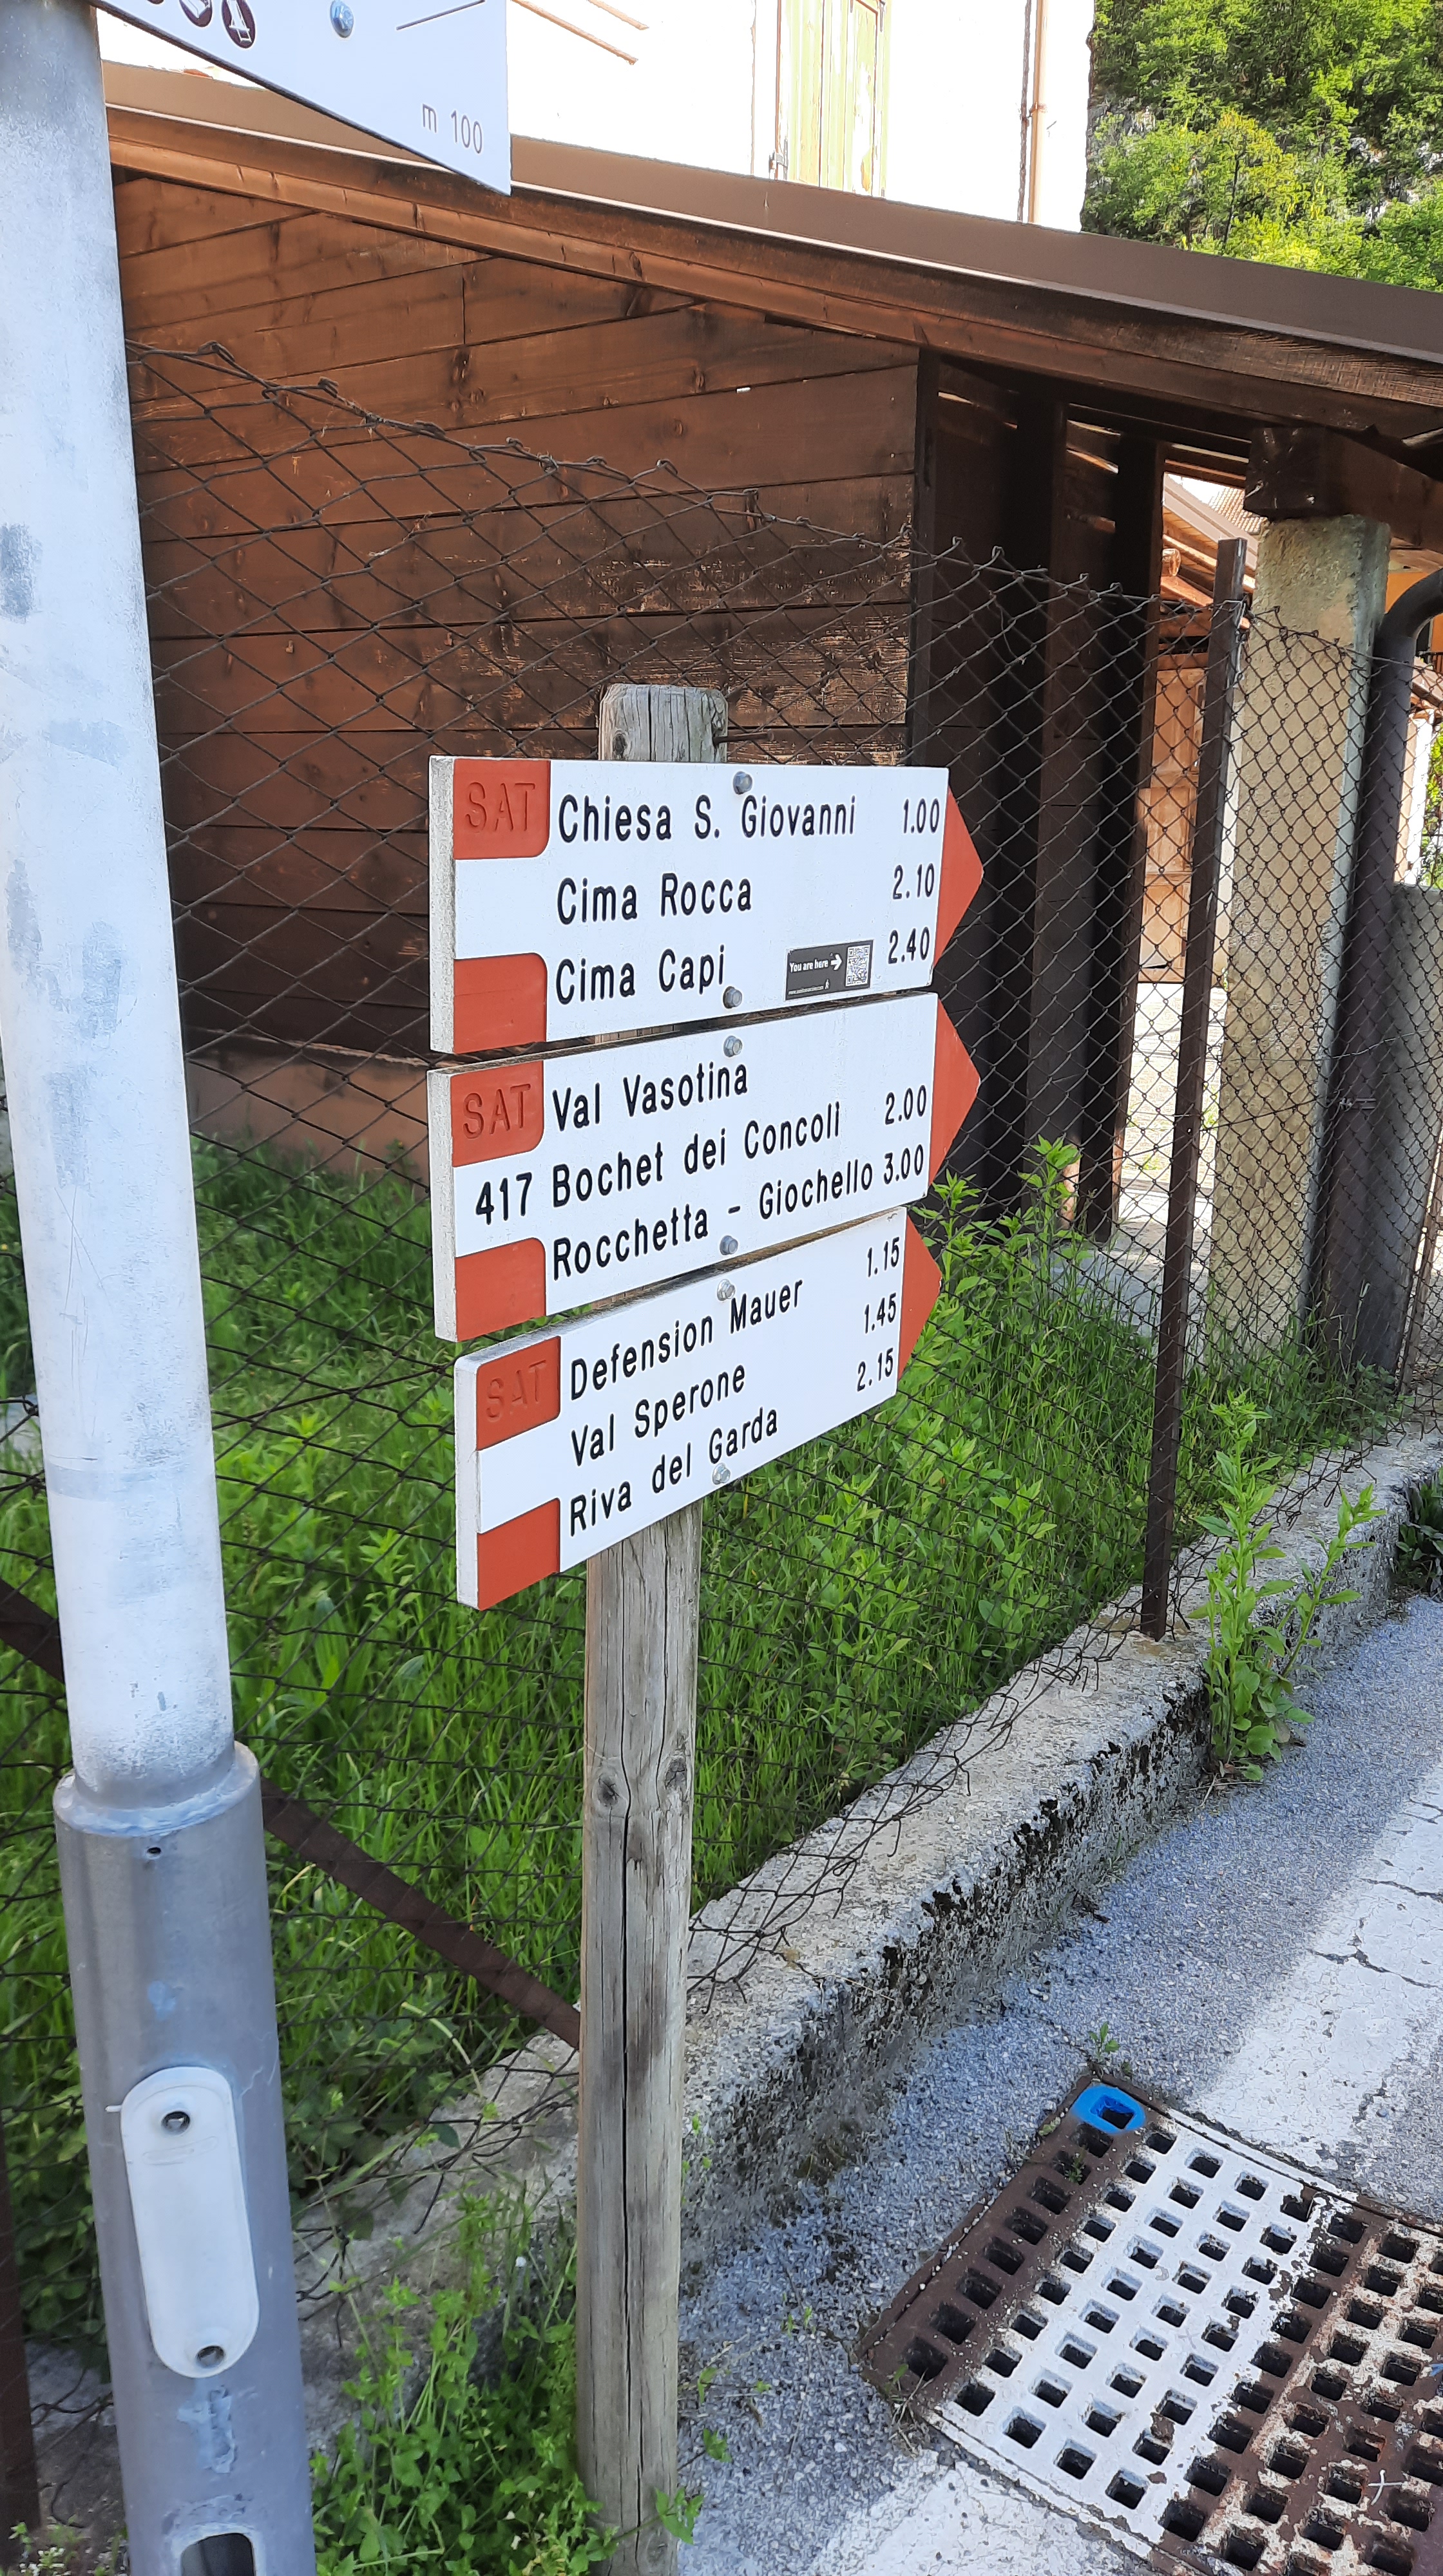 m 100
SAT Chiesa S. Giovanni 1.00
Cima Rocca 2.10
Cima Capi 2.40
You are here
SAT Val Vasotina
417 Bochet dei Concoli 2.00
Rocchetta - Giochello 3.00
SAT Defension Mauer 1.15
Val Sperone 1.45
Riva del Garda 2.15